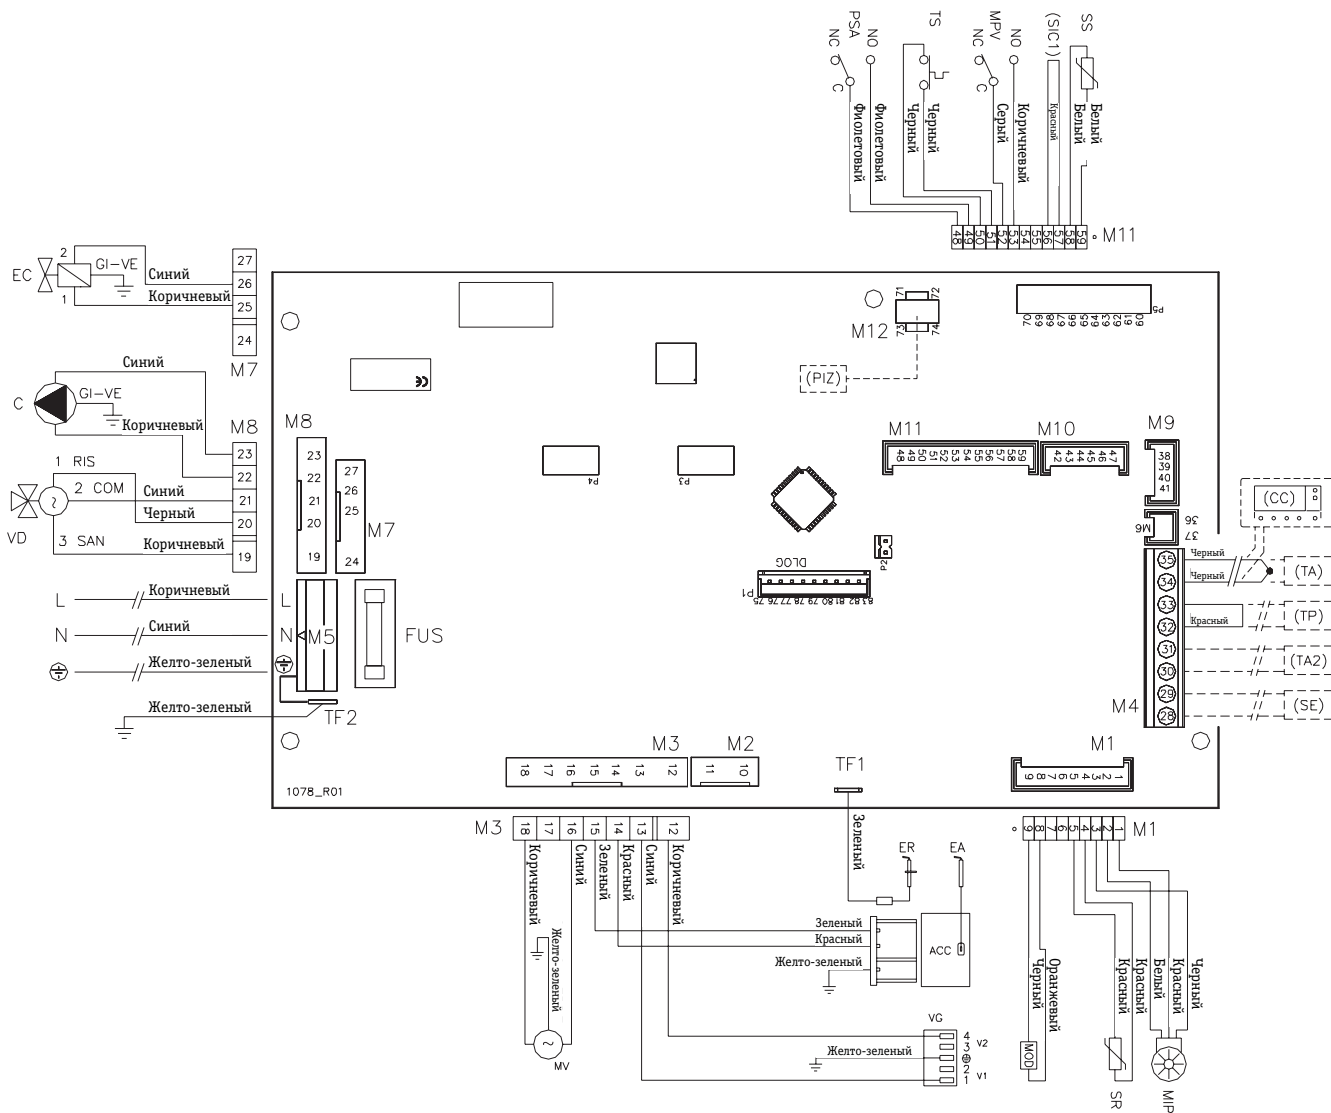 PSA
NC
NO
C
Фиолетовый
Фиолетовый
TS
Черный
Черный
MPV
NC
NO
C
Серый
Коричневый
(SIC1)
Красный
SS
Белый
Белый
48 49 50 51 52 53 54 55 56 57 58 59
M11
EC
2
1
GI-VE
Синий
Коричневый
27
26
25
24
M7
C
GI-VE
Синий
Коричневый
M8
23
22
21
20
19
1 RIS
2 COM
3 SAN
VD
Синий
Черный
Коричневый
L
Коричневый
L
N
Синий
N
M5
Желто-зеленый
Желто-зеленый
TF2
FUS
M8
23
22
21
20
19
27
26
25
24
M7
CE
P4
P3
71
72
73
74
M12
(PIZ)
70 69 68 67 66 65 64 63 62 61 60
P5
M11
48 49 50 51 52 53 54 55 56 57 58 59
M10
42 43 44 45 46 47
M9
38
39
40
41
M6
36
37
P2
DLOG
P1
75 76 77 78 79 80 81 82 83
35
34
33
32
31
30
29
28
M4
Черный
Черный
Красный
(CC)
(TA)
(TP)
(TA2)
(SE)
1078_R01
M3
18 17 16 15 14 13 12
M2
11 10
TF1
M1
9 8 7 6 5 4 3 2 1
M3
18 17 16 15 14 13 12
Коричневый
Синий
Зеленый
Красный
Синий
Коричневый
Желто-зеленый
MV
Зеленый
ER
EA
Зеленый
Красный
Желто-зеленый
ACC
VG
4
3
2
1
V2
V1
Желто-зеленый
9 8 7 6 5 4 3 2 1
M1
Черный
Оранжевый
Красный
Красный
Белый
Красный
Черный
MOD
SR
MIP